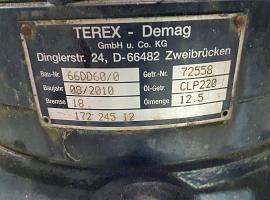 TEREX - Demag
GmbH u. Co. KG
Dinglerstr. 24, D-66482 Zweibrücken
Bau-Nr. 66DD60/0 Getr.-Nr. 72558
Baujahr 08/2010 Öl-Getr. CLP220
Bremse 18 Ölmenge 12.5
172 245 12